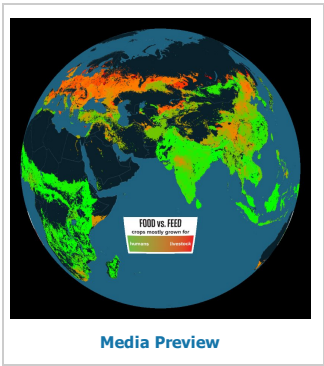 FOOD vs. FEED
crops mostly grown for
humans livestock
Media Preview